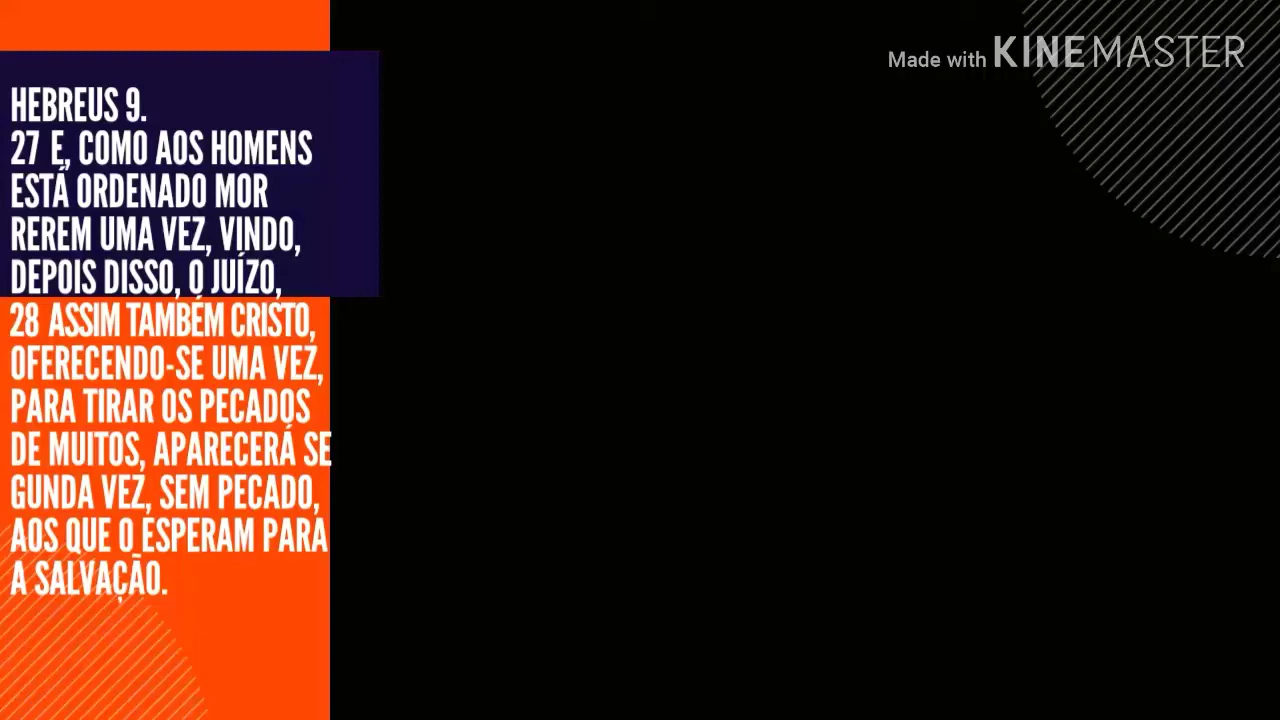 Made with KINEMASTER
HEBREUS 9.
27 E, COMO AOS HOMENS
ESTÁ ORDENADO MOR
REREM UMA VEZ, VINDO,
DEPOIS DISSO, O JUÍZO,
28 ASSIM TAMBÉM CRISTO,
OFERECENDO-SE UMA VEZ,
PARA TIRAR OS PECADOS
DE MUITOS, APARECERÁ SE
GUNDA VEZ, SEM PECADO,
AOS QUE O ESPERAM PARA
A SALVAÇÃO.